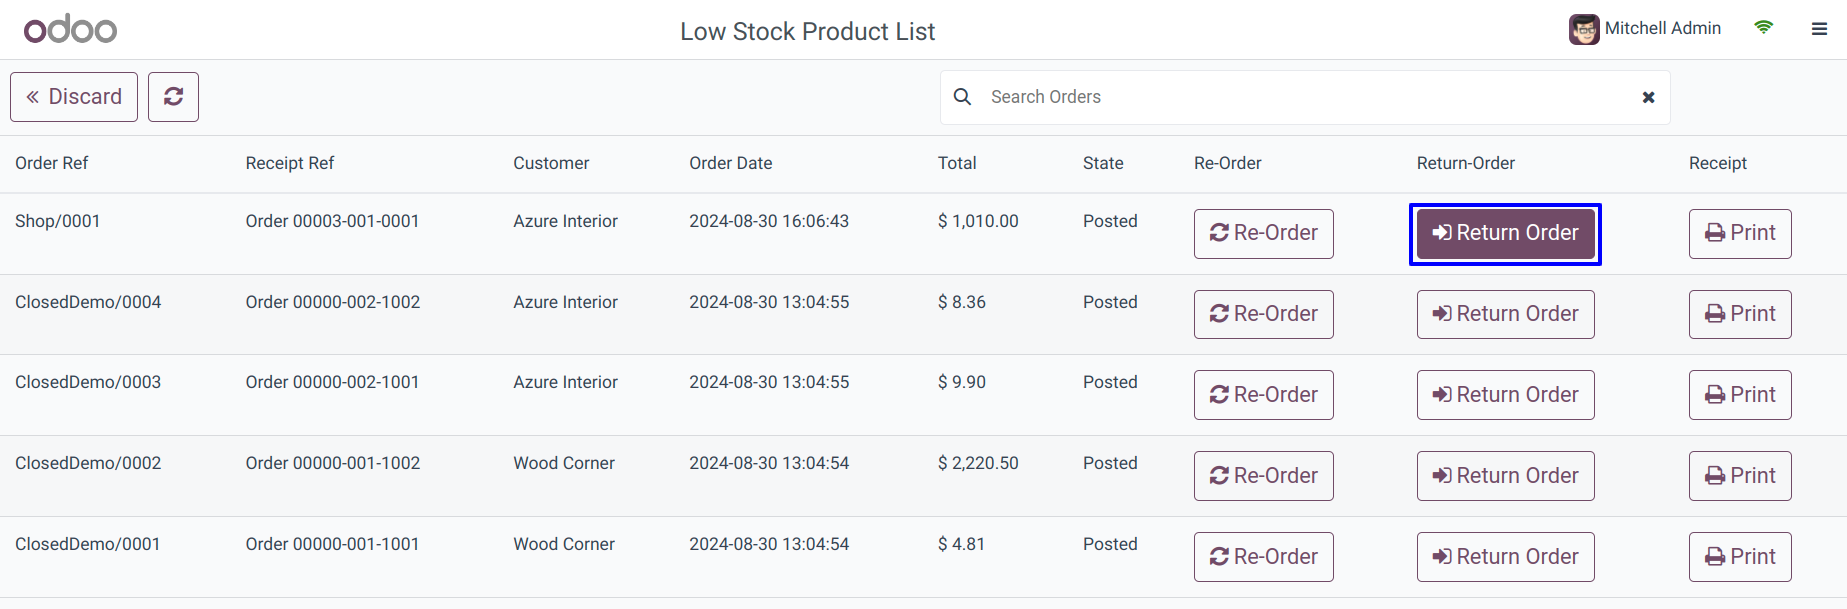 odoo Low Stock Product List Mitchell Admin
Discard Search Orders
Order Ref Receipt Ref Customer Order Date Total State Re-Order Return-Order Receipt
Shop/0001 Order 00003-001-0001 Azure Interior 2024-08-30 16:06:43 $ 1,010.00 Posted Re-Order Return Order Print
ClosedDemo/0004 Order 00000-002-1002 Azure Interior 2024-08-30 13:04:55 $ 8.36 Posted Re-Order Return Order Print
ClosedDemo/0003 Order 00000-002-1001 Azure Interior 2024-08-30 13:04:55 $ 9.90 Posted Re-Order Return Order Print
ClosedDemo/0002 Order 00000-001-1002 Wood Corner 2024-08-30 13:04:54 $ 2,220.50 Posted Re-Order Return Order Print
ClosedDemo/0001 Order 00000-001-1001 Wood Corner 2024-08-30 13:04:54 $ 4.81 Posted Re-Order Return Order Print